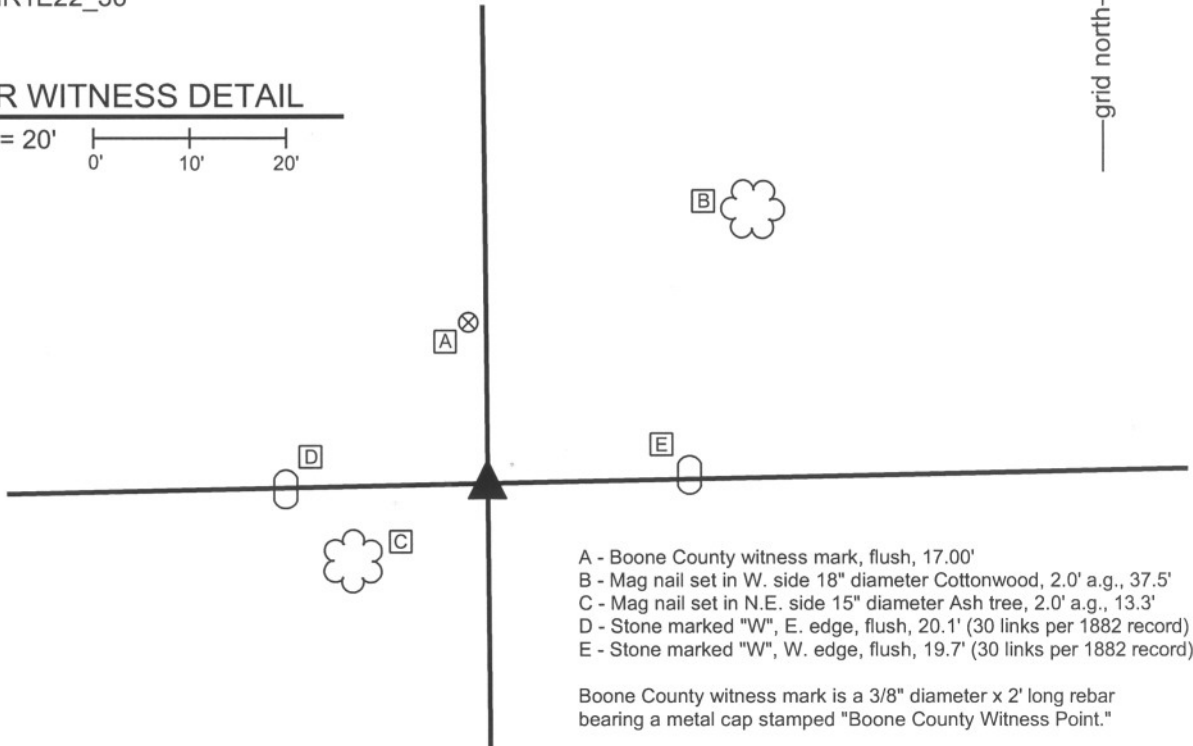 R WITNESS DETAIL
= 20'
0' 10' 20'
grid north
B
A
D
E
C
A - Boone County witness mark, flush, 17.00'
B - Mag nail set in W. side 18" diameter Cottonwood, 2.0' a.g., 37.5'
C - Mag nail set in N.E. side 15" diameter Ash tree, 2.0' a.g., 13.3'
D - Stone marked "W", E. edge, flush, 20.1' (30 links per 1882 record)
E - Stone marked "W", W. edge, flush, 19.7' (30 links per 1882 record)
Boone County witness mark is a 3/8" diameter x 2' long rebar
bearing a metal cap stamped "Boone County Witness Point."